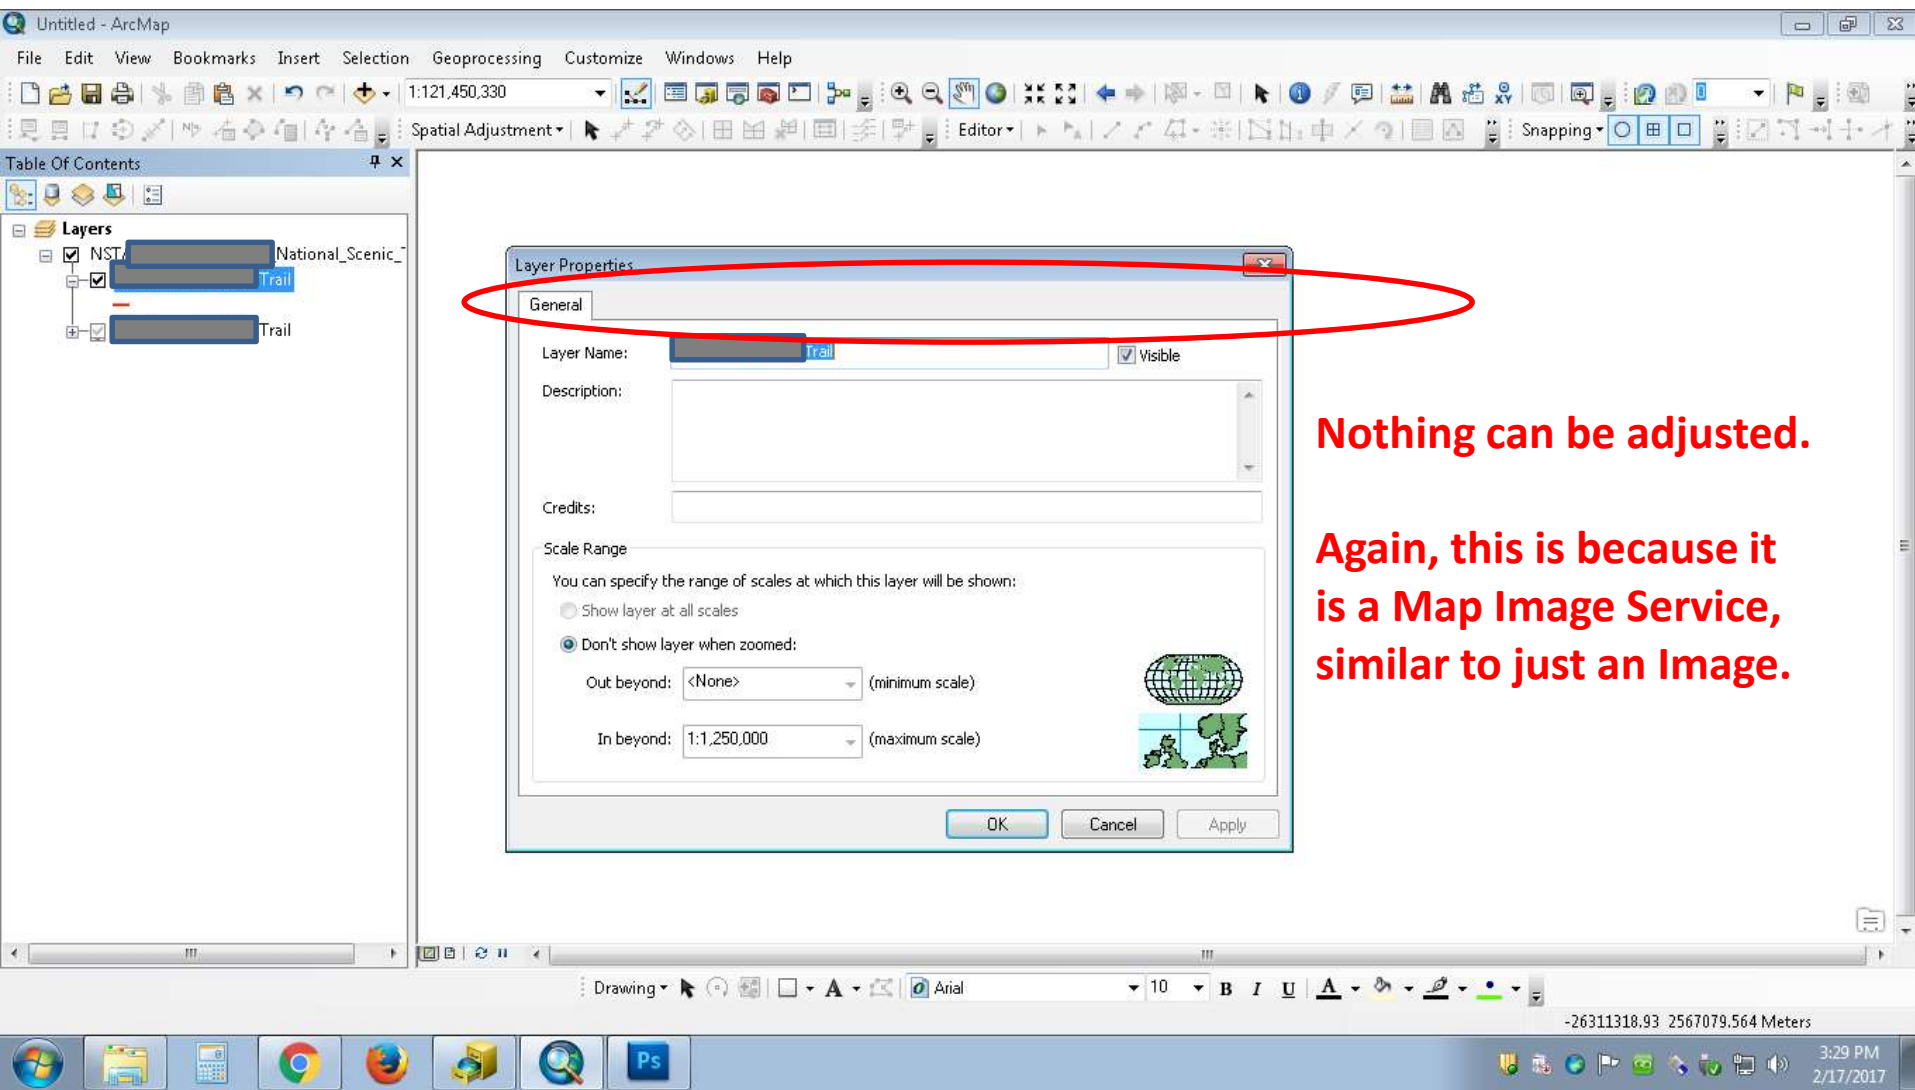 Untitled - ArcMap
File Edit View Bookmarks Insert Selection Geoprocessing Customize Windows Help
1:121,450,330
Spatial Adjustment Editor Snapping
Table Of Contents
Layers
NST National_Scenic_
Trail
Trail
Layer Properties
General
Layer Name: Trail Visible
Description:
Credits:
Scale Range
You can specify the range of scales at which this layer will be shown:
Show layer at all scales
Don't show layer when zoomed:
Out beyond: <None> (minimum scale)
In beyond: 1:1,250,000 (maximum scale)
OK Cancel Apply
Nothing can be adjusted.
Again, this is because it
is a Map Image Service,
similar to just an Image.
Drawing A Arial 10 B I U A
-26311318.93 2567079.564 Meters
Ps
3:29 PM
2/17/2017